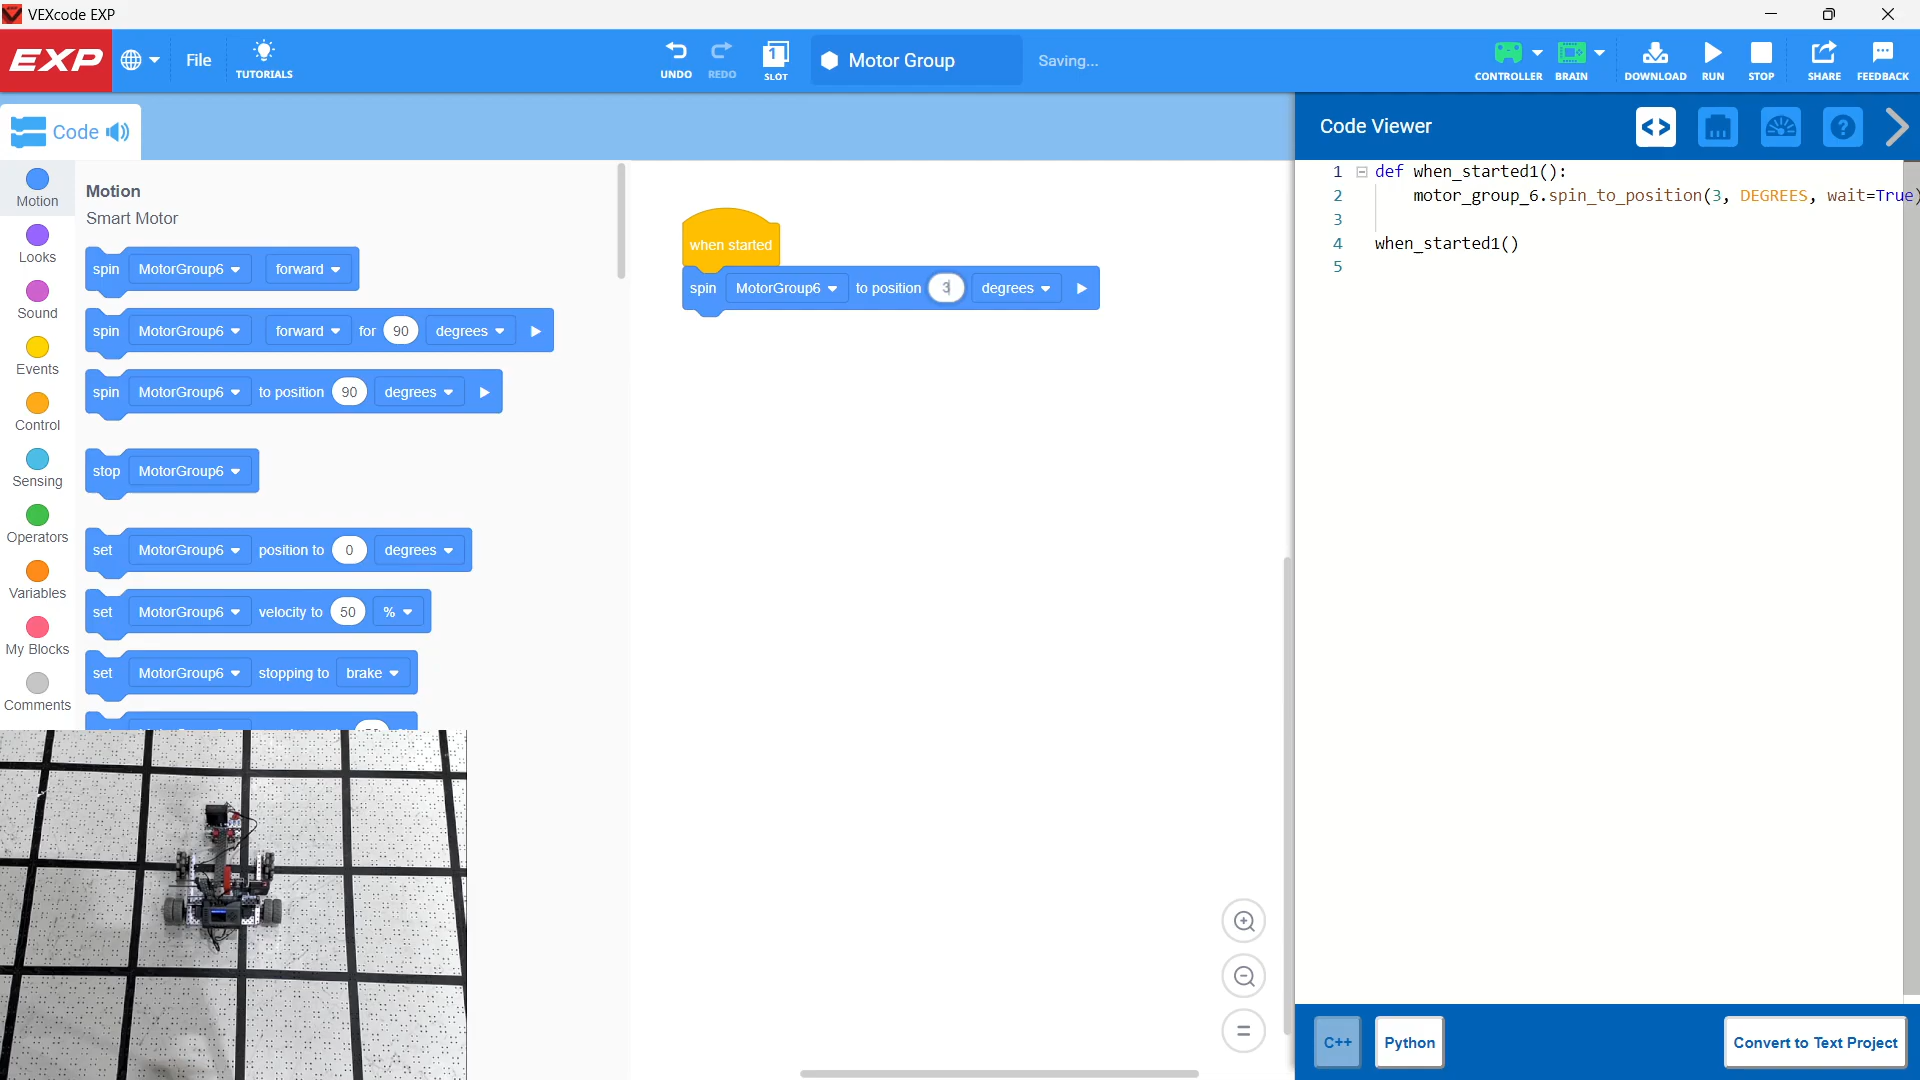 VEXcode EXP
EXP
File
TUTORIALS
UNDO
REDO
1
SLOT
Motor Group
Saving...
CONTROLLER
BRAIN
DOWNLOAD
RUN
STOP
SHARE
FEEDBACK
Code
Code Viewer
<>
?
Motion
Looks
Sound
Events
Control
Sensing
Operators
Variables
My Blocks
Comments
Motion
Smart Motor
spin MotorGroup6 forward
spin MotorGroup6 forward for 90 degrees
spin MotorGroup6 to position 90 degrees
stop MotorGroup6
set MotorGroup6 position to 0 degrees
set MotorGroup6 velocity to 50 %
set MotorGroup6 stopping to brake
when started
spin MotorGroup6 to position 3 degrees
1 def when_started1():
2 motor_group_6.spin_to_position(3, DEGREES, wait=True)
3
4 when_started1()
5
C++
Python
Convert to Text Project